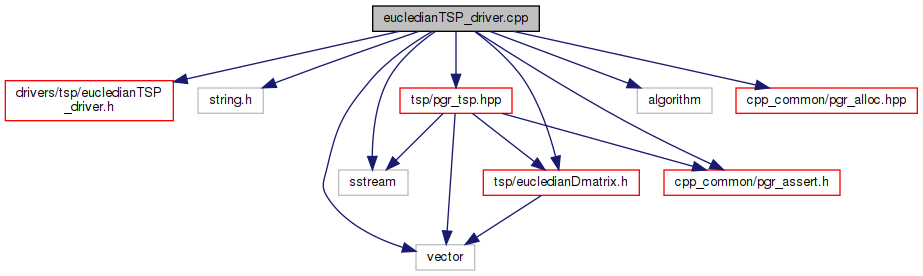 eucledianTSP_driver.cpp
drivers/tsp/eucledianTSP
_driver.h
string.h
tsp/pgr_tsp.hpp
algorithm
cpp_common/pgr_alloc.hpp
sstream
tsp/eucledianDmatrix.h
cpp_common/pgr_assert.h
vector